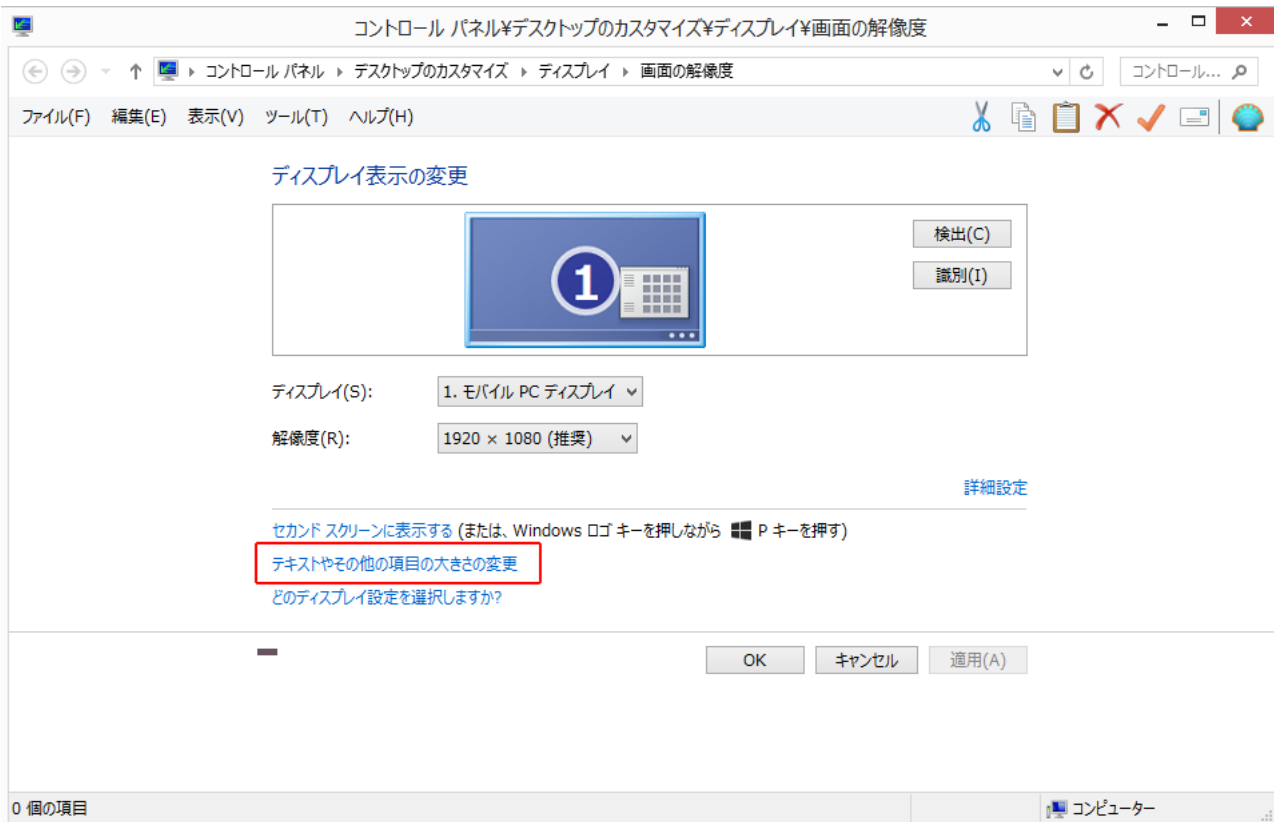 コントロール パネル¥デスクトップのカスタマイズ¥ディスプレイ¥画面の解像度
コントロール パネル デスクトップのカスタマイズ ディスプレイ 画面の解像度 コントロール...
ファイル(F) 編集(E) 表示(V) ツール(T) ヘルプ(H)
ディスプレイ表示の変更
1
検出(C)
識別(I)
ディスプレイ(S): 1. モバイル PC ディスプレイ
解像度(R): 1920 × 1080 (推奨)
詳細設定
セカンド スクリーンに表示する (または、Windows ロゴ キーを押しながら P キーを押す)
テキストやその他の項目の大きさの変更
どのディスプレイ設定を選択しますか?
OK キャンセル 適用(A)
0 個の項目 コンピューター